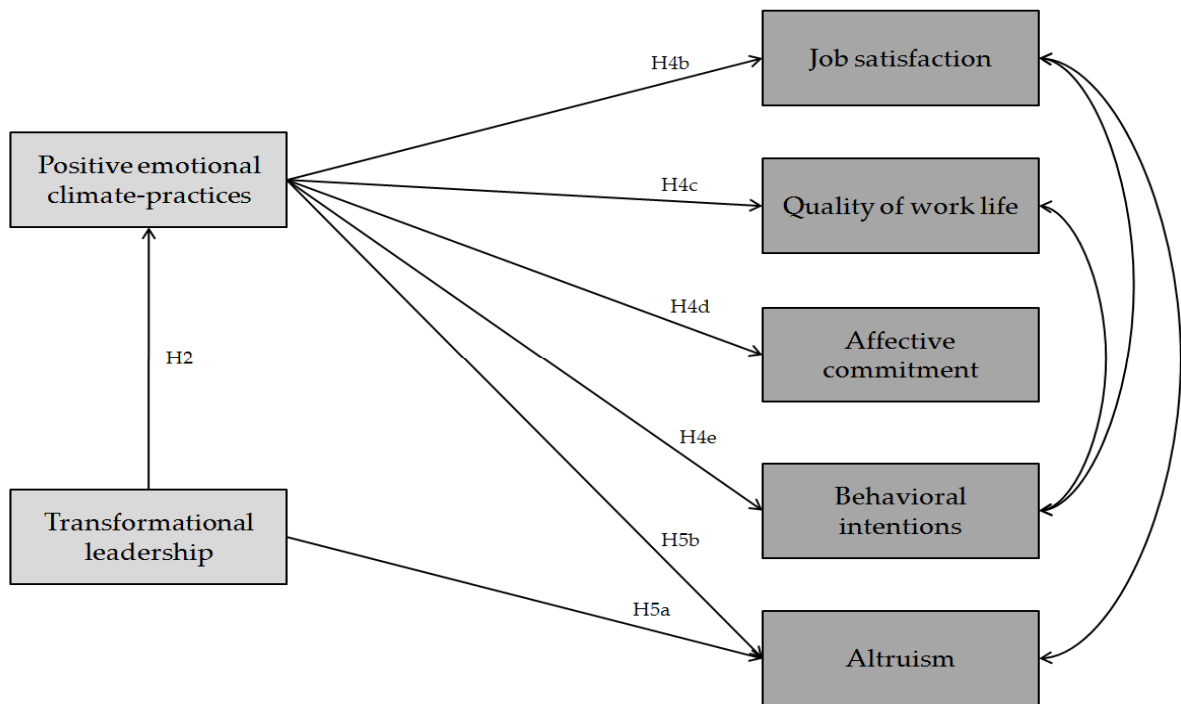 Job satisfaction
H4b
Positive emotional
climate-practices
H4c
Quality of work life
H4d
Affective
commitment
H2
H4e
Behavioral
intentions
Transformational
leadership
H5b
H5a
Altruism